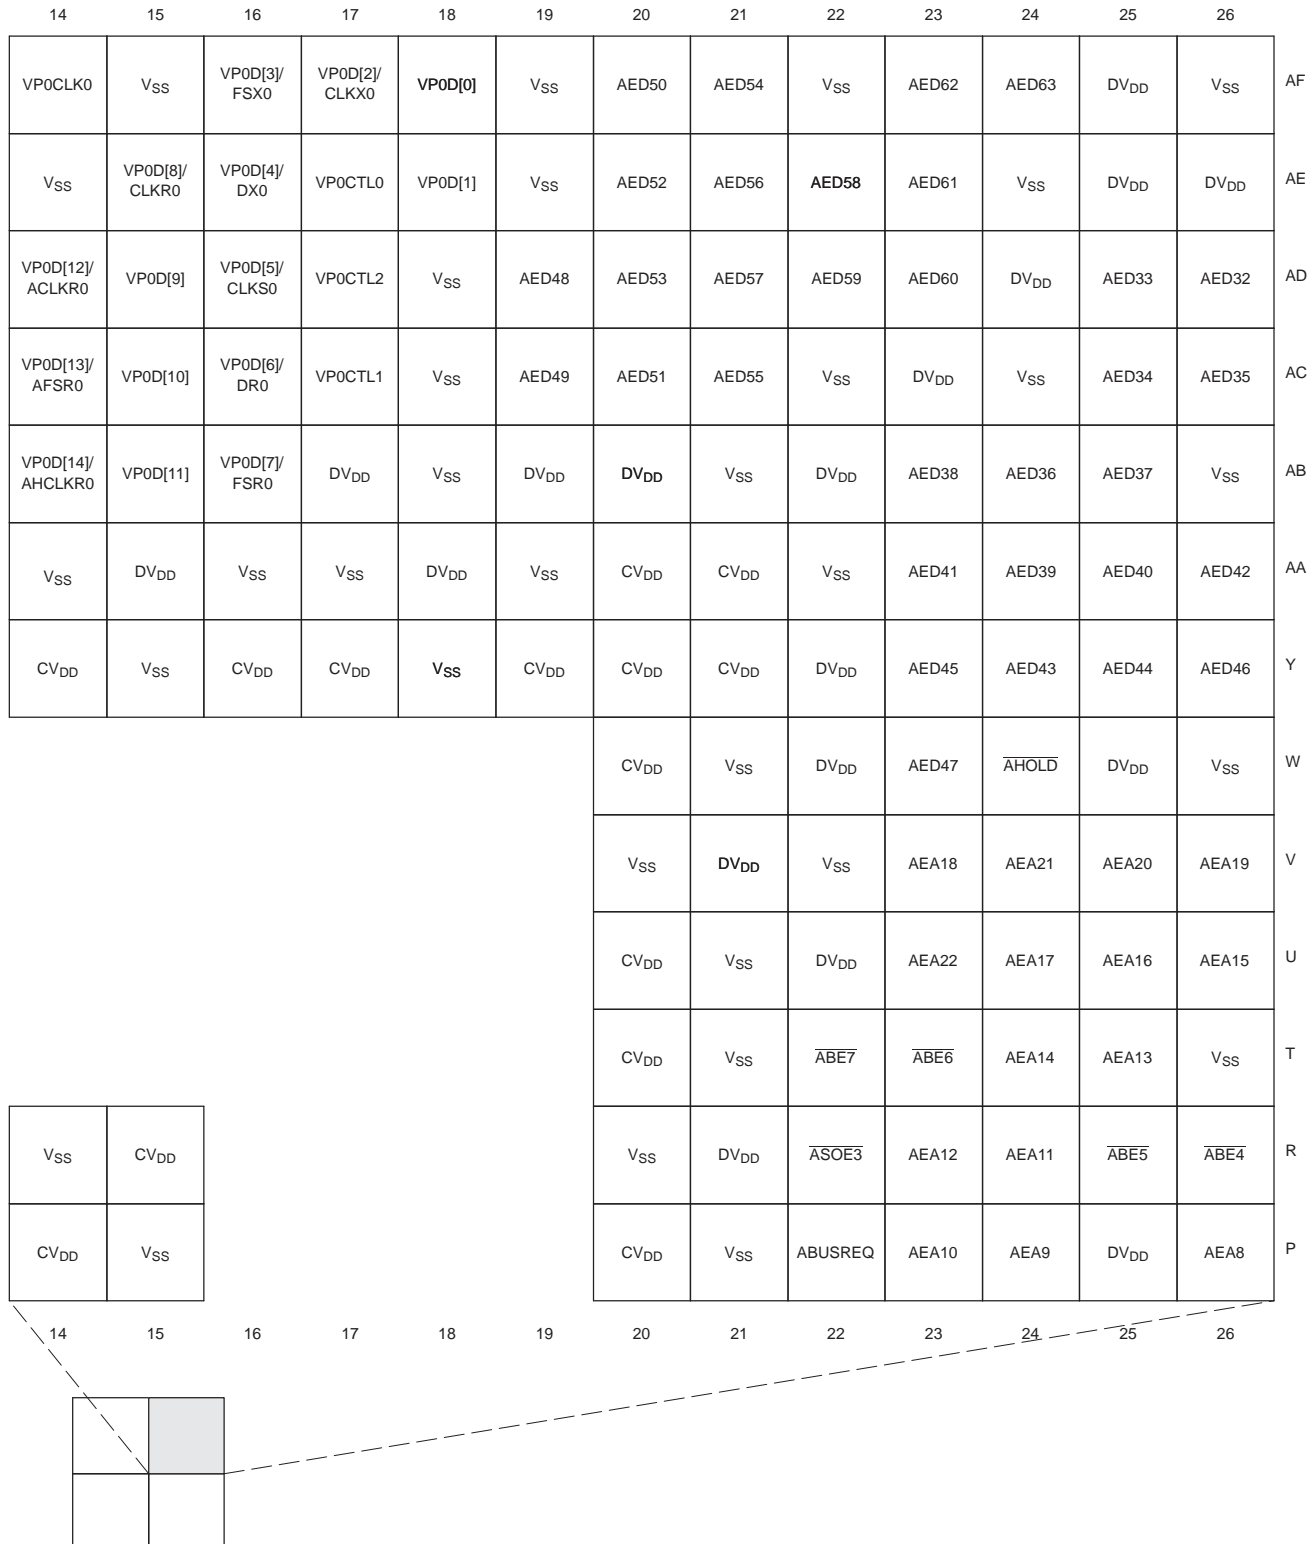 14 15 16 17 18 19 20 21 22 23 24 25 26
VP0CLK0 VSS VP0D[3]/ FSX0 VP0D[2]/ CLKX0 VP0D[0] VSS AED50 AED54 VSS AED62 AED63 DVDD VSS AF
VSS VP0D[8]/ CLKR0 VP0D[4]/ DX0 VP0CTL0 VP0D[1] VSS AED52 AED56 AED58 AED61 VSS DVDD DVDD AE
VP0D[12]/ ACLKR0 VP0D[9] VP0D[5]/ CLKS0 VP0CTL2 VSS AED48 AED53 AED57 AED59 AED60 DVDD AED33 AED32 AD
VP0D[13]/ AFSR0 VP0D[10] VP0D[6]/ DR0 VP0CTL1 VSS AED49 AED51 AED55 VSS DVDD VSS AED34 AED35 AC
VP0D[14]/ AHCLKR0 VP0D[11] VP0D[7]/ FSR0 DVDD VSS DVDD DVDD VSS DVDD AED38 AED36 AED37 VSS AB
VSS DVDD VSS VSS DVDD VSS CVDD CVDD VSS AED41 AED39 AED40 AED42 AA
CVDD VSS CVDD CVDD VSS CVDD CVDD CVDD DVDD AED45 AED43 AED44 AED46 Y
CVDD VSS DVDD AED47 AHOLD DVDD VSS W
VSS DVDD VSS AEA18 AEA21 AEA20 AEA19 V
CVDD VSS DVDD AEA22 AEA17 AEA16 AEA15 U
CVDD VSS ABE7 ABE6 AEA14 AEA13 VSS T
VSS CVDD VSS DVDD ASOE3 AEA12 AEA11 ABE5 ABE4 R
CVDD VSS CVDD VSS ABUSREQ AEA10 AEA9 DVDD AEA8 P
14 15 16 17 18 19 20 21 22 23 24 25 26